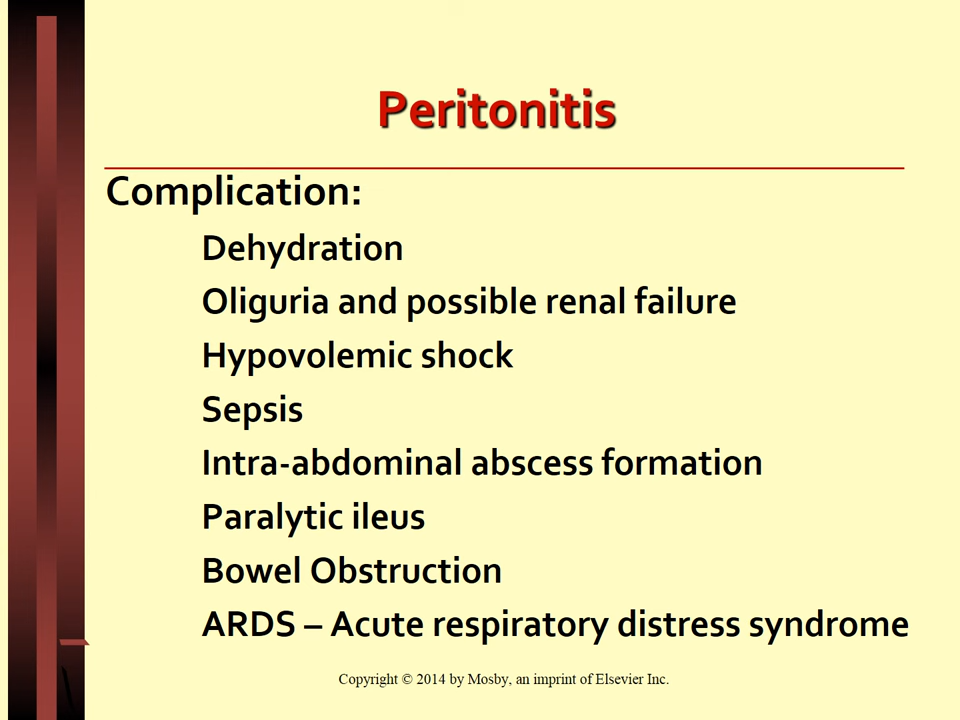 Peritonitis
Complication:
Dehydration
Oliguria and possible renal failure
Hypovolemic shock
Sepsis
Intra-abdominal abscess formation
Paralytic ileus
Bowel Obstruction
ARDS – Acute respiratory distress syndrome
Copyright © 2014 by Mosby, an imprint of Elsevier Inc.